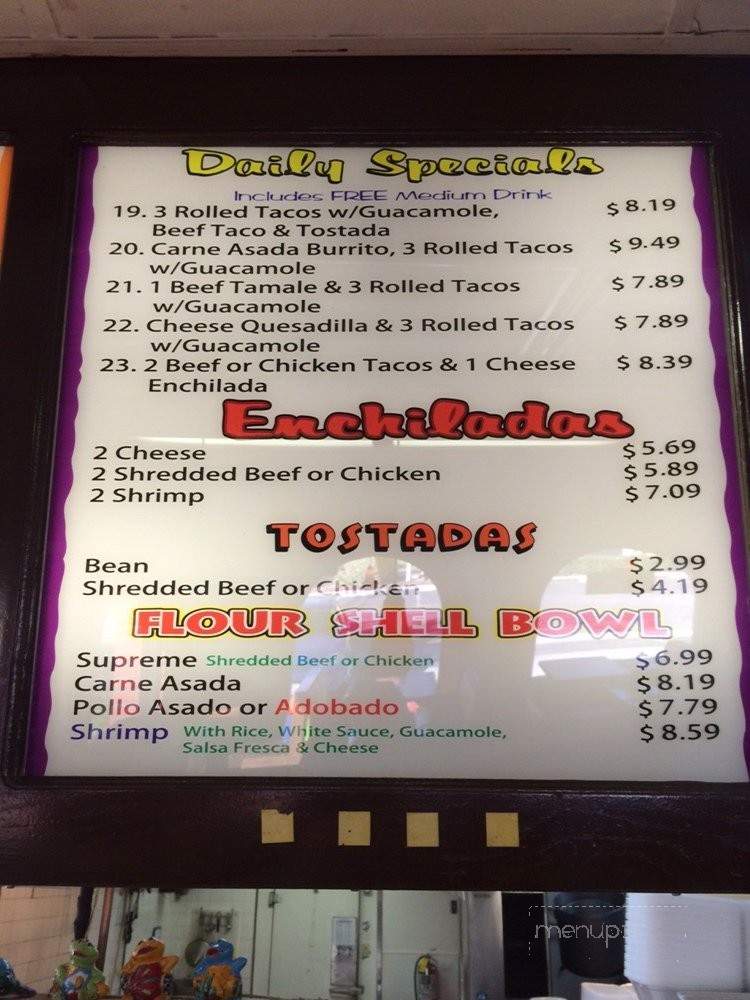 Daily Specials
Includes FREE Medium Drink
19. 3 Rolled Tacos w/Guacamole, $8.19
Beef Taco & Tostada
20. Carne Asada Burrito, 3 Rolled Tacos $9.49
w/Guacamole
21. 1 Beef Tamale & 3 Rolled Tacos $7.89
w/Guacamole
22. Cheese Quesadilla & 3 Rolled Tacos $7.89
w/Guacamole
23. 2 Beef or Chicken Tacos & 1 Cheese $8.39
Enchilada
Enchiladas
2 Cheese $5.69
2 Shredded Beef or Chicken $5.89
2 Shrimp $7.09
TOSTADAS
Bean $2.99
Shredded Beef or Chicken $4.19
FLOUR SHELL BOWL
Supreme Shredded Beef or Chicken $6.99
Carne Asada $8.19
Pollo Asado or Adobado $7.79
Shrimp With Rice, White Sauce, Guacamole, $8.59
Salsa Fresca & Cheese